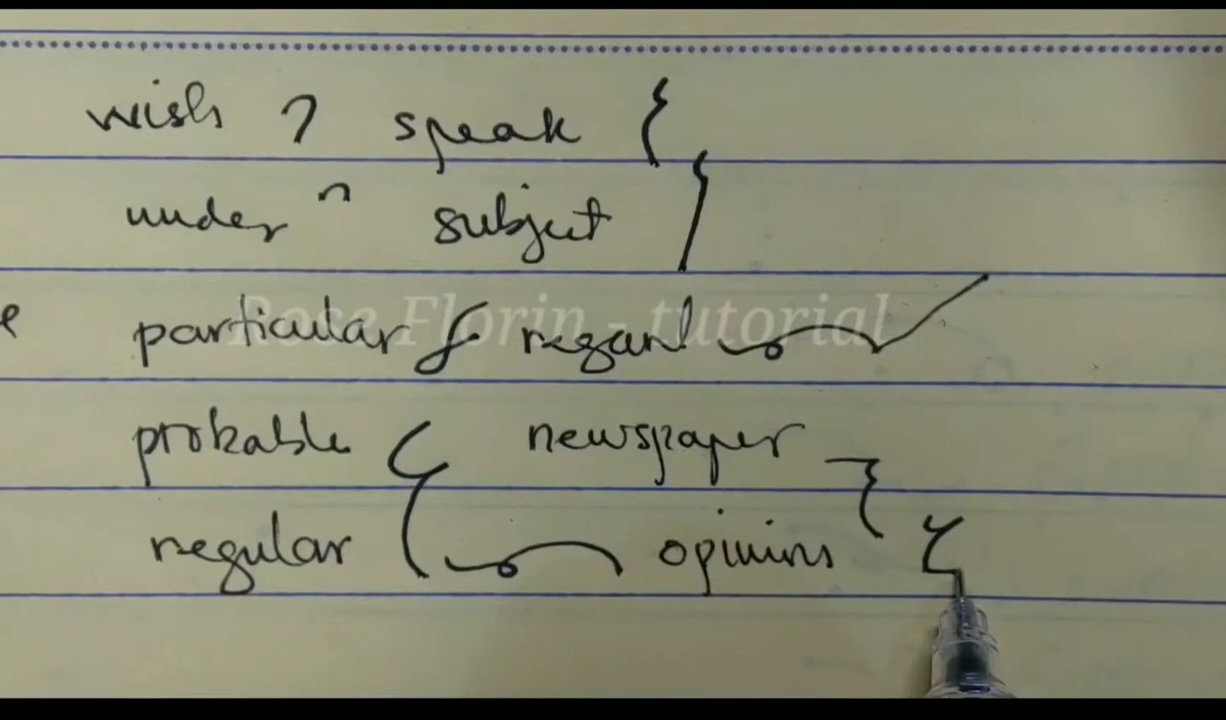 wish speak
under subject
e particular regard
probable newspaper
regular opinions
Rose Florin - tutorial